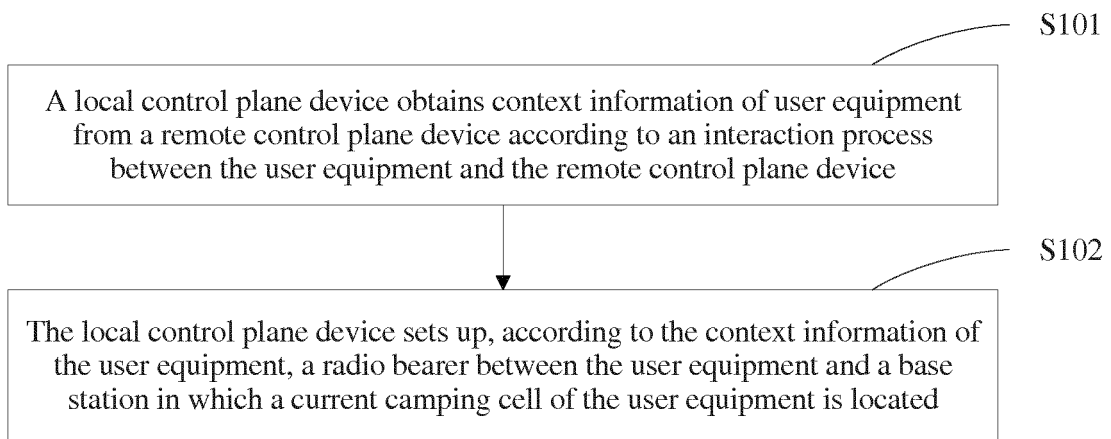 S101
A local control plane device obtains context information of user equipment
from a remote control plane device according to an interaction process
between the user equipment and the remote control plane device
S102
The local control plane device sets up, according to the context information of
the user equipment, a radio bearer between the user equipment and a base
station in which a current camping cell of the user equipment is located